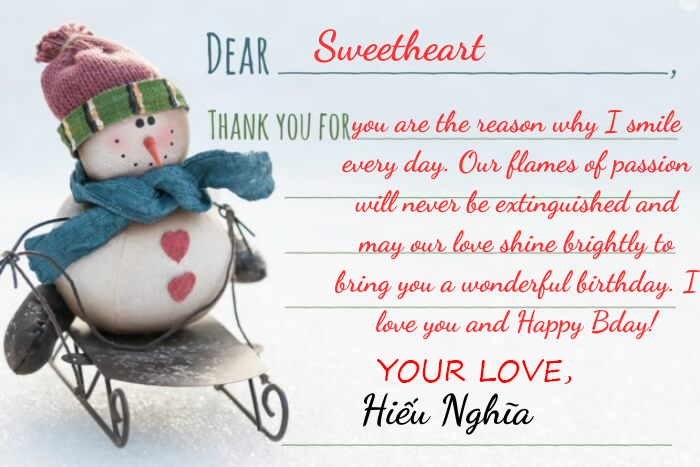 DEAR Sweetheart,
THANK YOU FOR you are the reason why I smile
every day. Our flames of passion
will never be extinguished and
may our love shine brightly to
bring you a wonderful birthday. I
love you and Happy Bday!
YOUR LOVE,
Hiếu Nghĩa